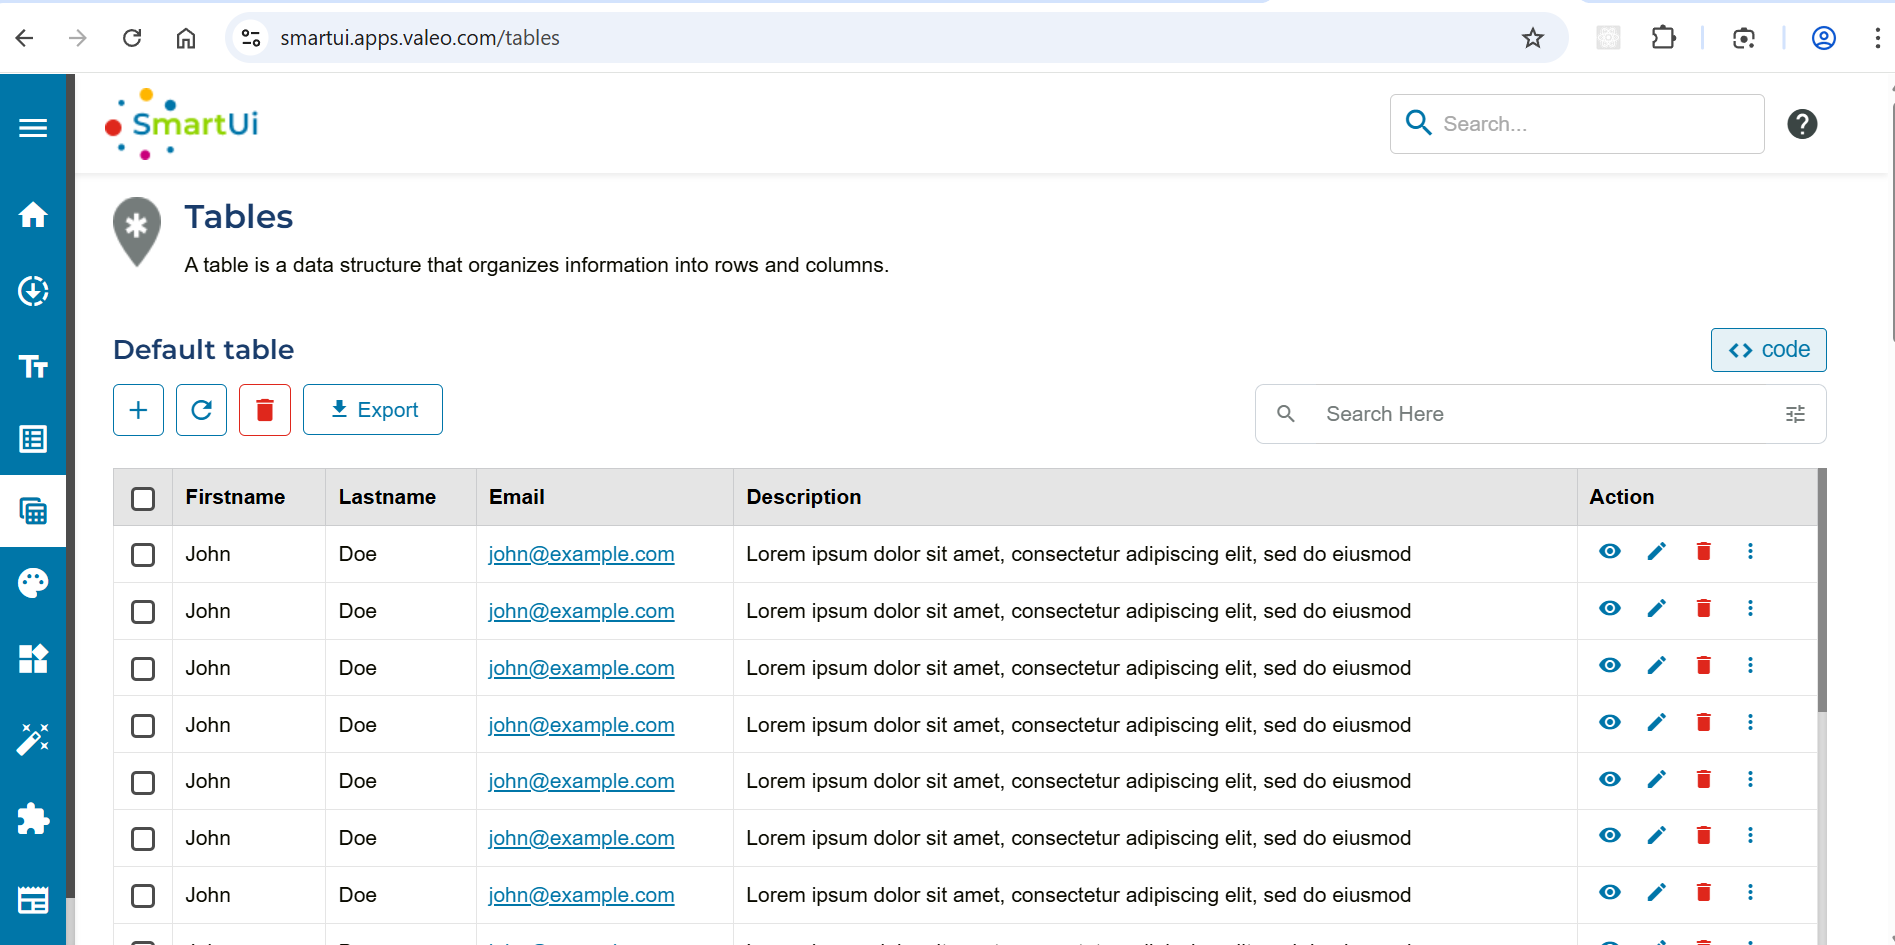 smartui.apps.valeo.com/tables
SmartUi
Search...
Tables
A table is a data structure that organizes information into rows and columns.
Default table
code
Export
Search Here
Firstname Lastname Email Description Action
John Doe john@example.com Lorem ipsum dolor sit amet, consectetur adipiscing elit, sed do eiusmod
John Doe john@example.com Lorem ipsum dolor sit amet, consectetur adipiscing elit, sed do eiusmod
John Doe john@example.com Lorem ipsum dolor sit amet, consectetur adipiscing elit, sed do eiusmod
John Doe john@example.com Lorem ipsum dolor sit amet, consectetur adipiscing elit, sed do eiusmod
John Doe john@example.com Lorem ipsum dolor sit amet, consectetur adipiscing elit, sed do eiusmod
John Doe john@example.com Lorem ipsum dolor sit amet, consectetur adipiscing elit, sed do eiusmod
John Doe john@example.com Lorem ipsum dolor sit amet, consectetur adipiscing elit, sed do eiusmod